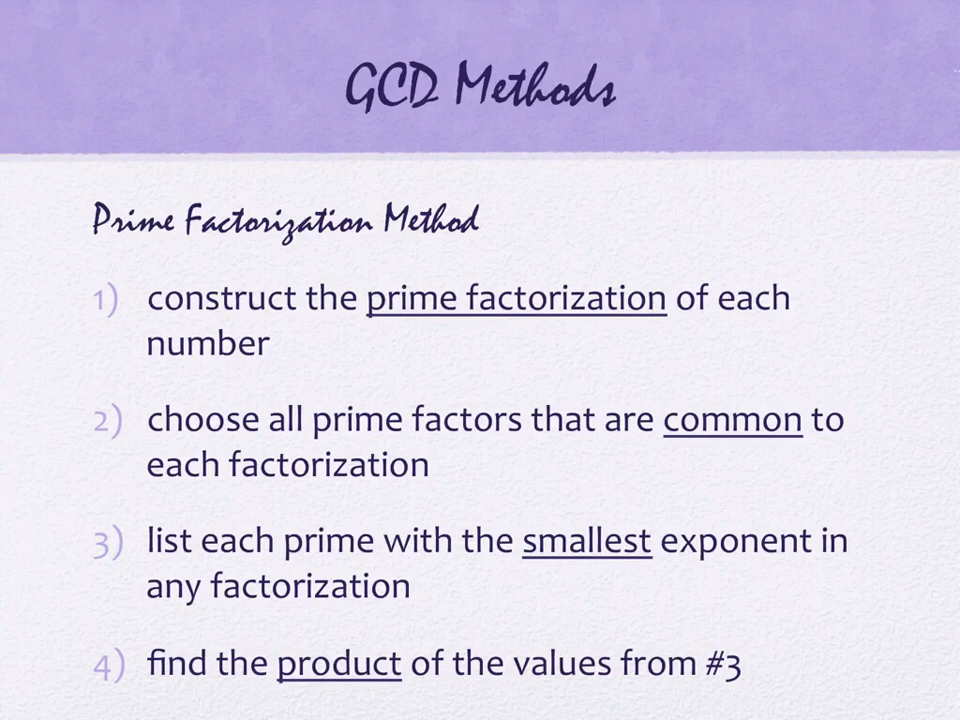 GCD Methods
Prime Factorization Method
1) construct the prime factorization of each
number
2) choose all prime factors that are common to
each factorization
3) list each prime with the smallest exponent in
any factorization
4) find the product of the values from #3